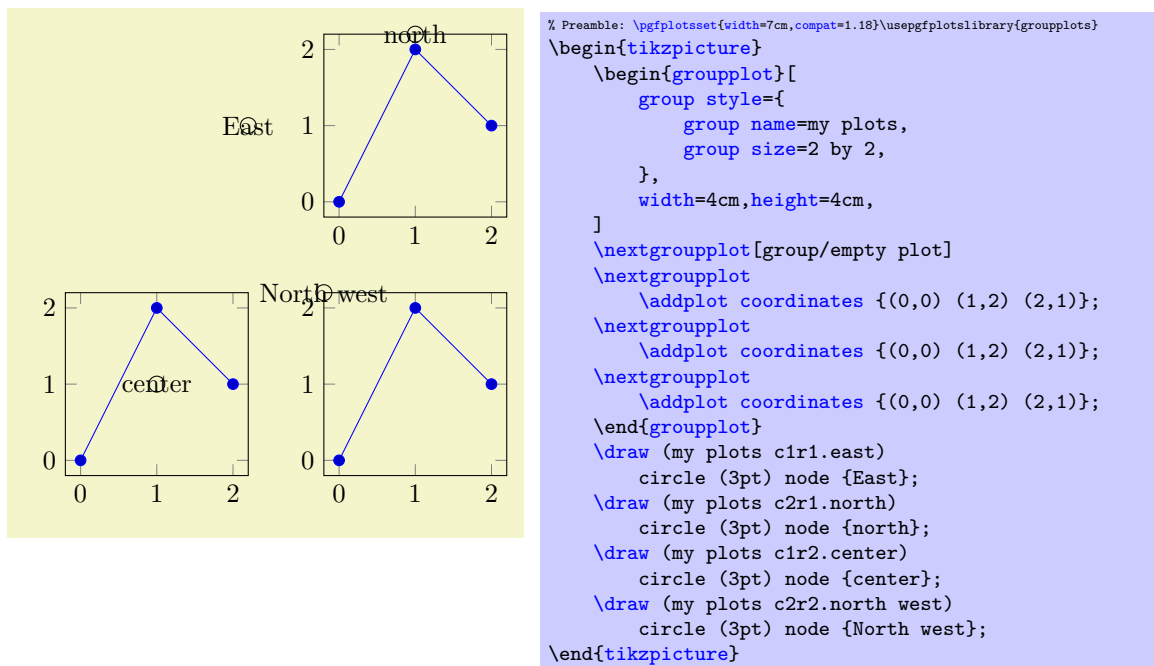 north
2
East
1
0
0 1 2
North west
2 2
1 center 1
0 0
0 1 2 0 1 2
% Preamble: \pgfplotsset{width=7cm,compat=1.18}\usepgfplotslibrary{groupplots}
\begin{tikzpicture}
    \begin{groupplot}[
        group style={
            group name=my plots,
            group size=2 by 2,
        },
        width=4cm,height=4cm,
    ]
    \nextgroupplot[group/empty plot]
    \nextgroupplot
        \addplot coordinates {(0,0) (1,2) (2,1)};
    \nextgroupplot
        \addplot coordinates {(0,0) (1,2) (2,1)};
    \nextgroupplot
        \addplot coordinates {(0,0) (1,2) (2,1)};
    \end{groupplot}
    \draw (my plots c1r1.east)
        circle (3pt) node {East};
    \draw (my plots c2r1.north)
        circle (3pt) node {north};
    \draw (my plots c1r2.center)
        circle (3pt) node {center};
    \draw (my plots c2r2.north west)
        circle (3pt) node {North west};
\end{tikzpicture}